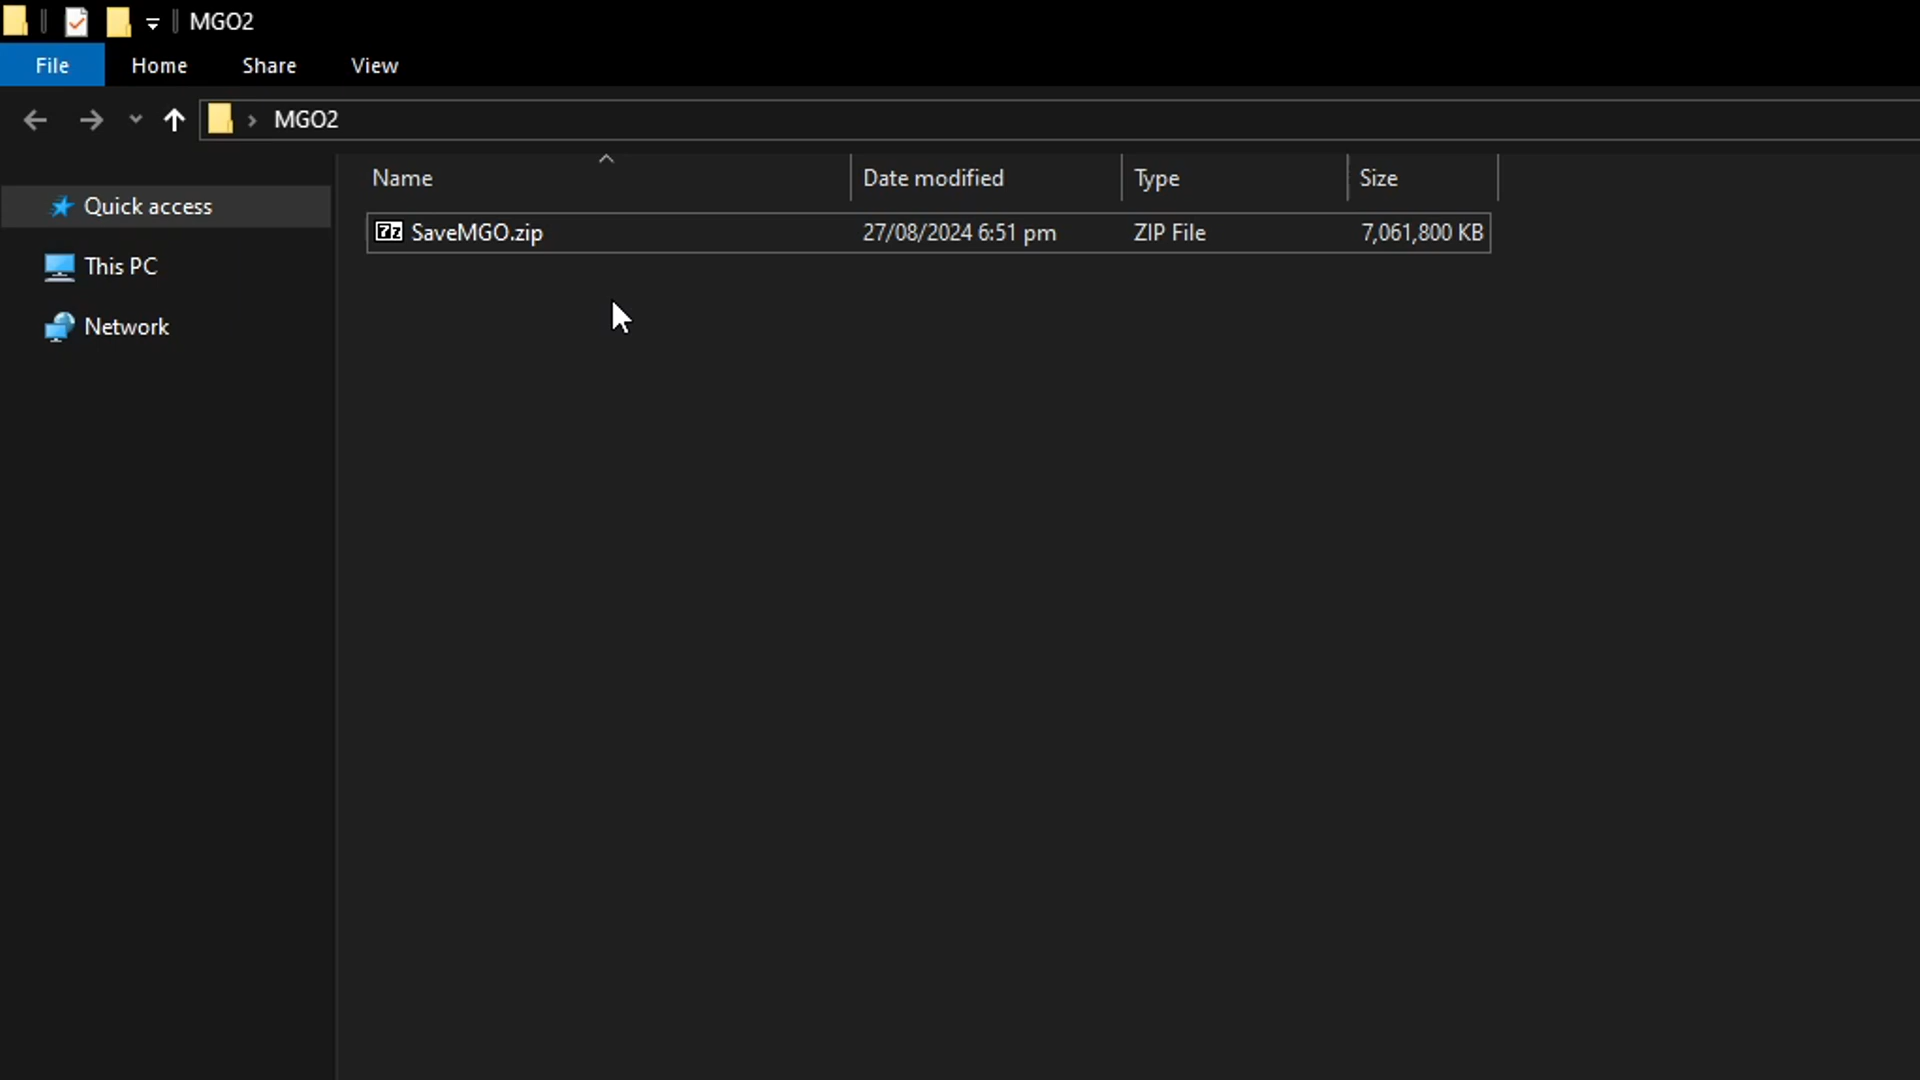 MGO2
File Home Share View
MGO2
Name Date modified Type Size
Quick access
7z SaveMGO.zip 27/08/2024 6:51 pm ZIP File 7,061,800 KB
This PC
Network